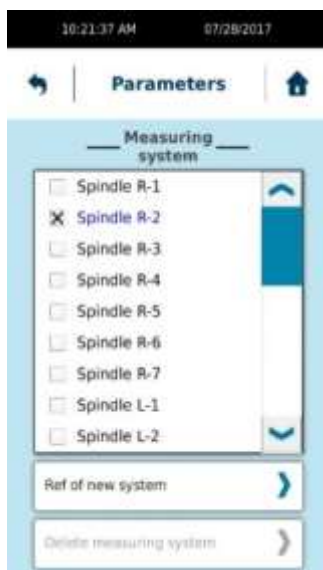 10:21:37 AM 07/28/2017
Parameters
Measuring
system
Spindle R-1
Spindle R-2
Spindle R-3
Spindle R-4
Spindle R-5
Spindle R-6
Spindle R-7
Spindle L-1
Spindle L-2
Ref of new system
Delete measuring system